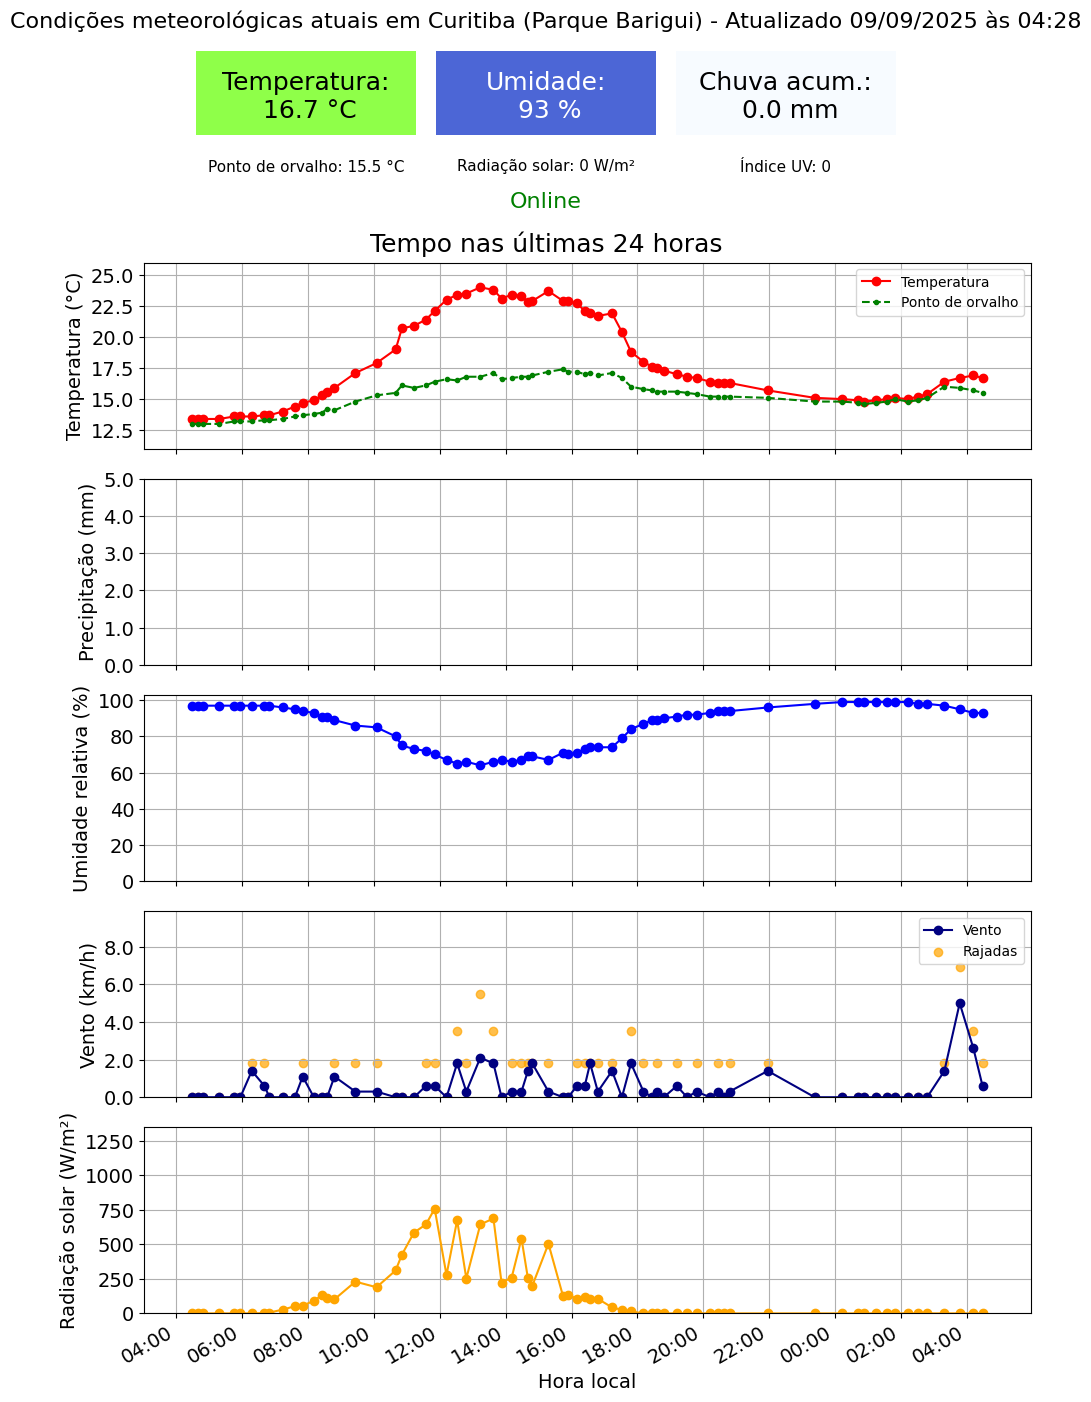 Condições meteorológicas atuais em Curitiba (Parque Barigui) - Atualizado 09/09/2025 às 04:28
Temperatura:
16.7 °C
Umidade:
93 %
Chuva acum.:
0.0 mm
Ponto de orvalho: 15.5 °C
Radiação solar: 0 W/m²
Índice UV: 0
Online
Tempo nas últimas 24 horas
Temperatura (°C)
25.0
22.5
20.0
17.5
15.0
12.5
Temperatura
Ponto de orvalho
Precipitação (mm)
5.0
4.0
3.0
2.0
1.0
0.0
Umidade relativa (%)
100
80
60
40
20
0
Vento (km/h)
8.0
6.0
4.0
2.0
0.0
Vento
Rajadas
Radiação solar (W/m²)
1250
1000
750
500
250
0
04:00
06:00
08:00
10:00
12:00
14:00
16:00
18:00
20:00
22:00
00:00
02:00
04:00
Hora local